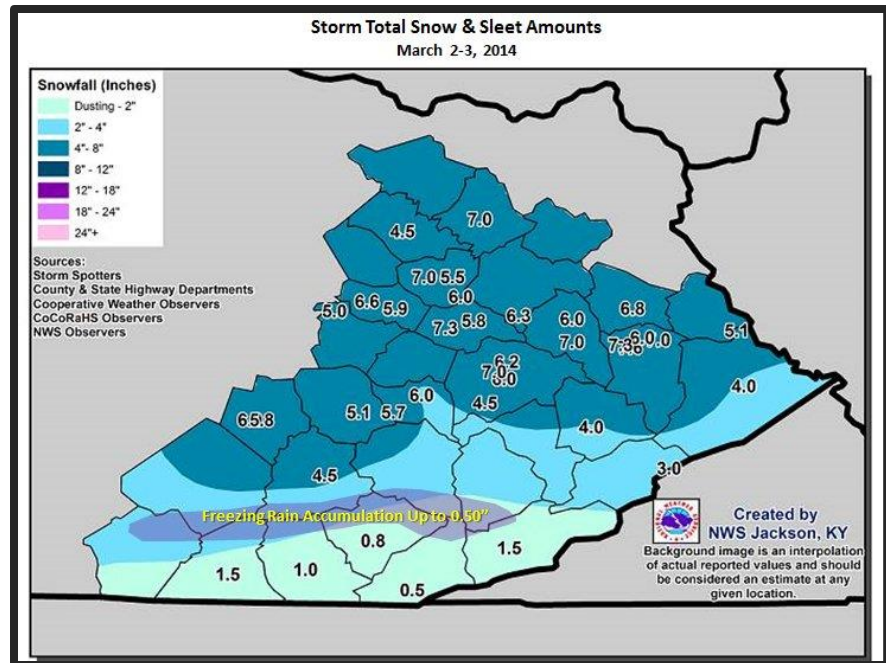 Storm Total Snow & Sleet Amounts
March 2-3, 2014
Snowfall (Inches)
Dusting - 2"
2" - 4"
4"- 8"
8" - 12"
12" - 18"
18" - 24"
24"+
Sources:
Storm Spotters
County & State Highway Departments
Cooperative Weather Observers
CoCoRaHS Observers
NWS Observers
7.0
4.5
7.0 5.5
6.0
5.0 6.6 5.9
6.3
6.0
6.8
7.3 5.8
5.1
7.0
6.2
7.0
4.0
6.0
4.5
5.1 5.7
4.0
4.5
3.0
Freezing Rain Accumulation Up to 0.50"
0.8
1.5
1.5
1.0
0.5
Created by
NWS Jackson, KY
Background image is an interpolation
of actual reported values and should
be considered an estimate at any
given location.